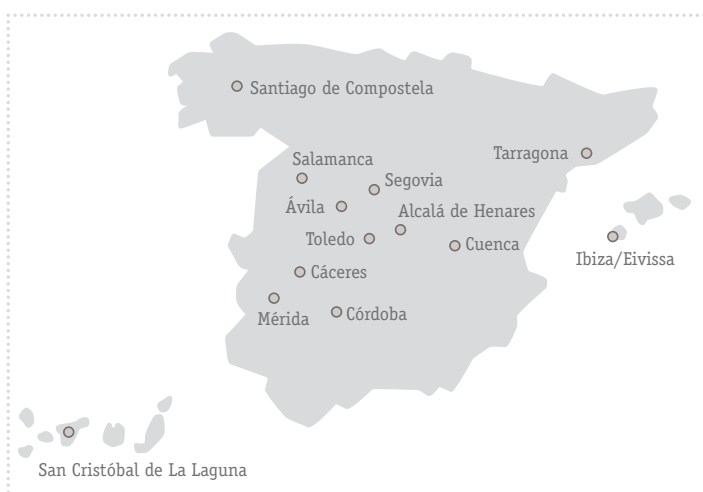 Santiago de Compostela
Tarragona
Salamanca
Segovia
Ávila
Alcalá de Henares
Toledo
Cuenca
Ibiza/Eivissa
Cáceres
Mérida
Córdoba
San Cristóbal de La Laguna